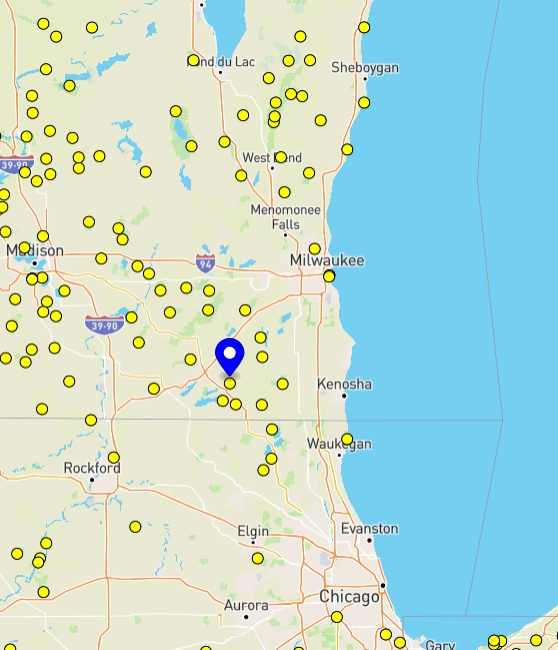 Fond du Lac
Sheboygan
39-90
West Bend
Menomonee
Falls
Madison
94
Milwaukee
39-90
Kenosha
Waukegan
Rockford
Elgin
Evanston
Chicago
Aurora
Gary